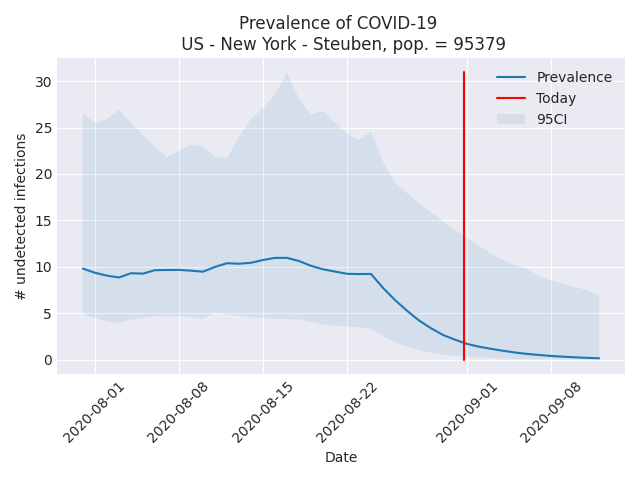 Prevalence of COVID-19
US - New York - Steuben, pop. = 95379
# undetected infections
30
25
20
15
10
5
0
Prevalence
Today
95CI
2020-08-01
2020-08-08
2020-08-15
2020-08-22
2020-09-01
2020-09-08
Date